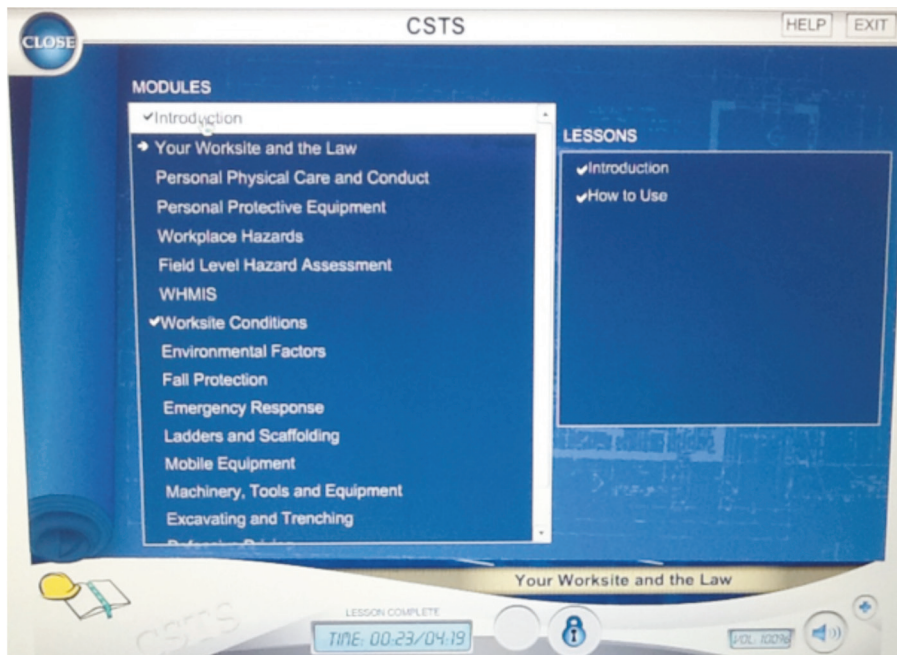 CSTS
HELP
EXIT
CLOSE
MODULES
Introduction
Your Worksite and the Law
Personal Physical Care and Conduct
Personal Protective Equipment
Workplace Hazards
Field Level Hazard Assessment
WHMIS
Worksite Conditions
Environmental Factors
Fall Protection
Emergency Response
Ladders and Scaffolding
Mobile Equipment
Machinery, Tools and Equipment
Excavating and Trenching
LESSONS
Introduction
How to Use
Your Worksite and the Law
CSTS
LESSON COMPLETE
TIME: 00:23/04:19
VOL: 100%